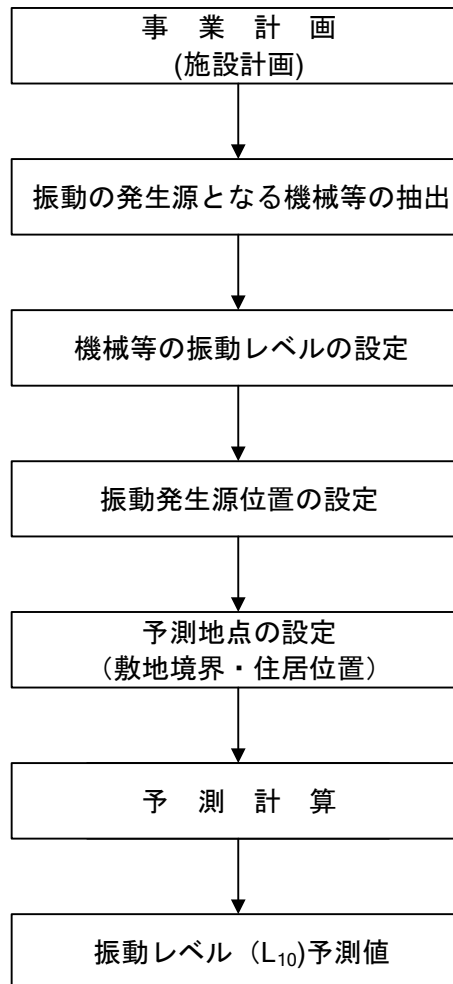 事　業　計　画
(施設計画)
振動の発生源となる機械等の抽出
機械等の振動レベルの設定
振動発生源位置の設定
予測地点の設定
（敷地境界・住居位置）
予　測　計　算
振動レベル（L₁₀)予測値